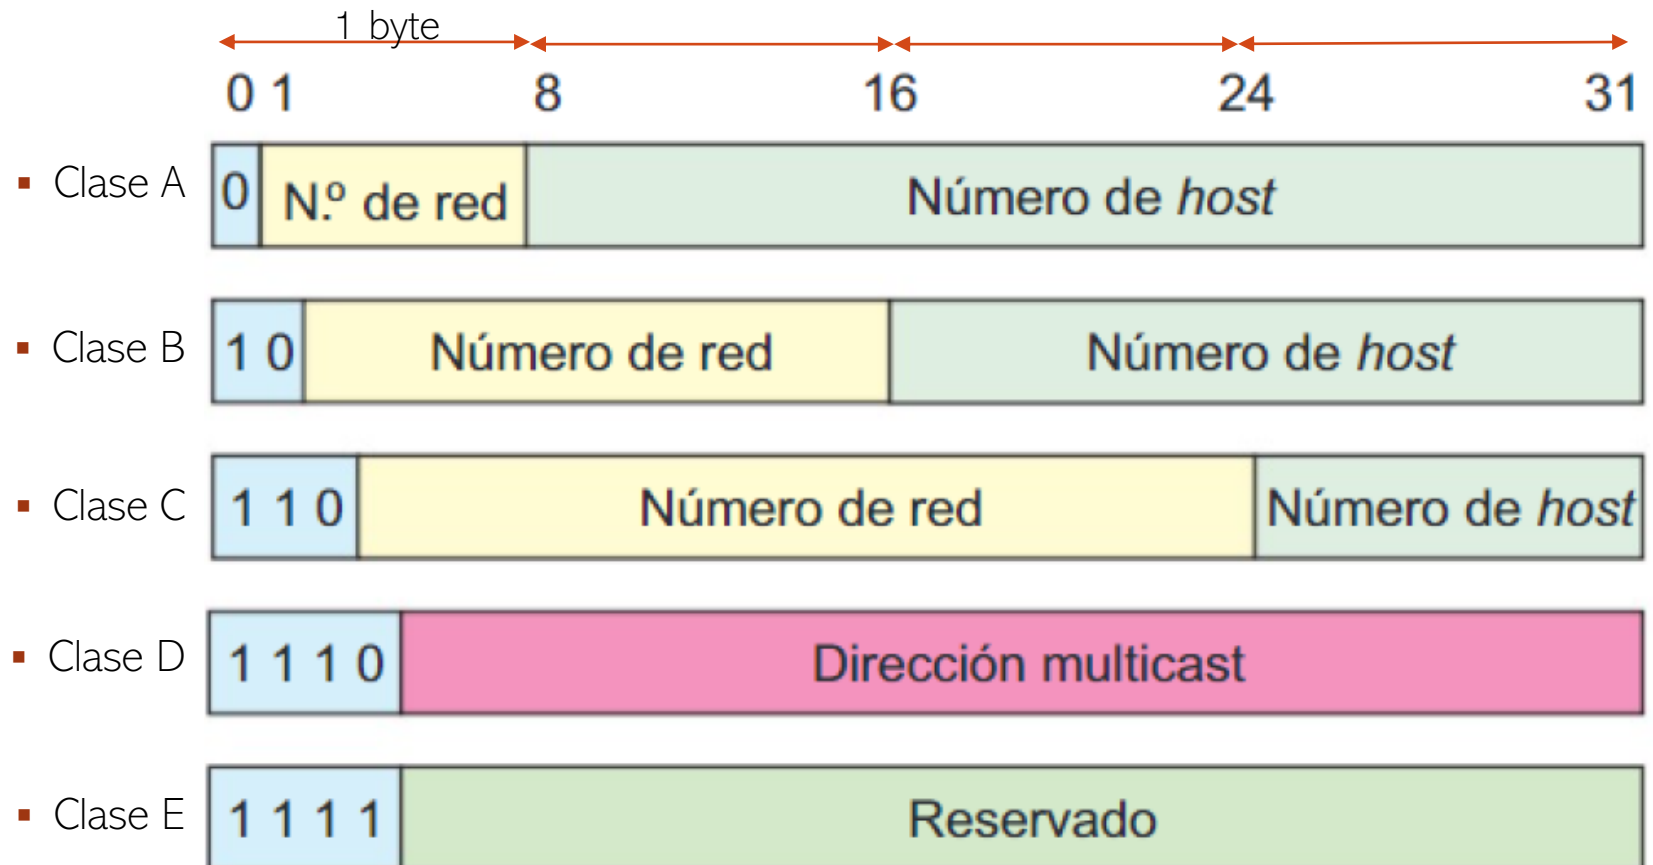 1 byte
0 1 8 16 24 31
▪ Clase A 0 N.º de red Número de host
▪ Clase B 1 0 Número de red Número de host
▪ Clase C 1 1 0 Número de red Número de host
▪ Clase D 1 1 1 0 Dirección multicast
▪ Clase E 1 1 1 1 Reservado